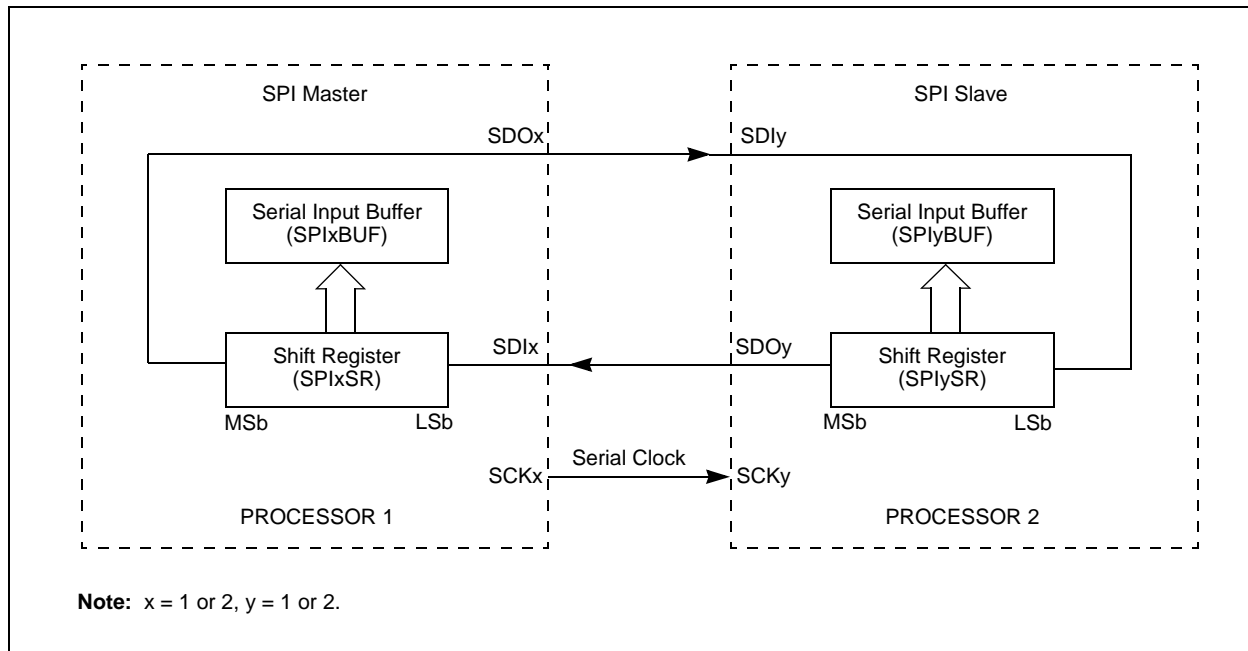 SPI Master
SPI Slave
SDOx
SDIy
Serial Input Buffer
(SPIxBUF)
Serial Input Buffer
(SPIyBUF)
Shift Register
(SPIxSR)
SDIx
SDOy
Shift Register
(SPIySR)
MSb
LSb
MSb
LSb
Serial Clock
SCKx
SCKy
PROCESSOR 1
PROCESSOR 2
Note: x = 1 or 2, y = 1 or 2.